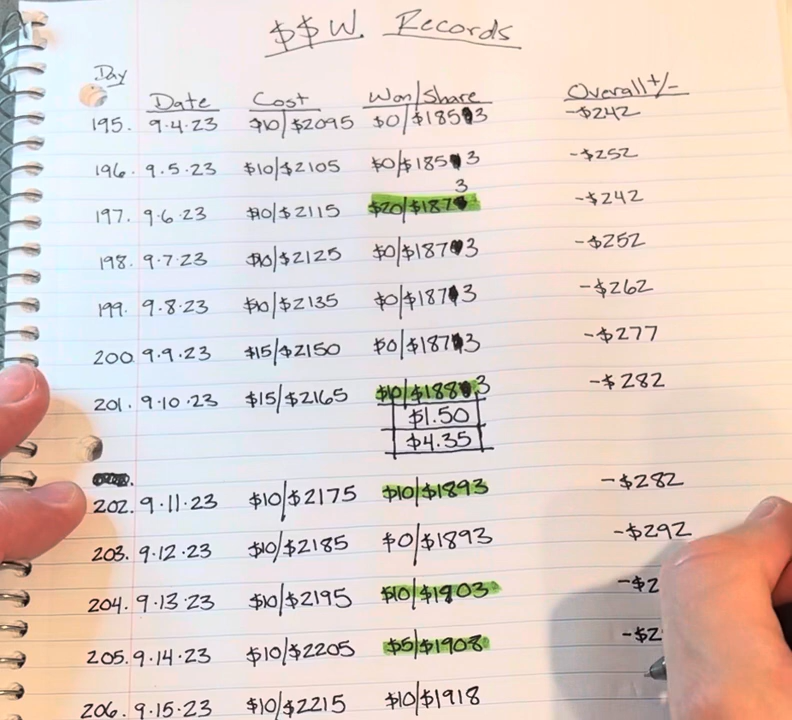 $$W. Records
Day Date Cost Won/Share Overall +/-
195. 9.4.23 $10/$2095 $0/$1853 -$242
196. 9.5.23 $10/$2105 $0/$1853 -$252
197. 9.6.23 $10/$2115 $20/$1873 -$242
198. 9.7.23 $10/$2125 $0/$1873 -$252
199. 9.8.23 $10/$2135 $0/$1873 -$262
200. 9.9.23 $15/$2150 $0/$1873 -$277
201. 9.10.23 $15/$2165 $10/$1883 -$282
$1.50
$4.35
202. 9.11.23 $10/$2175 $10/$1893 -$282
203. 9.12.23 $10/$2185 $0/$1893 -$292
204. 9.13.23 $10/$2195 $10/$1903 -$2
205. 9.14.23 $10/$2205 $5/$1908 -$2
206. 9.15.23 $10/$2215 $10/$1918